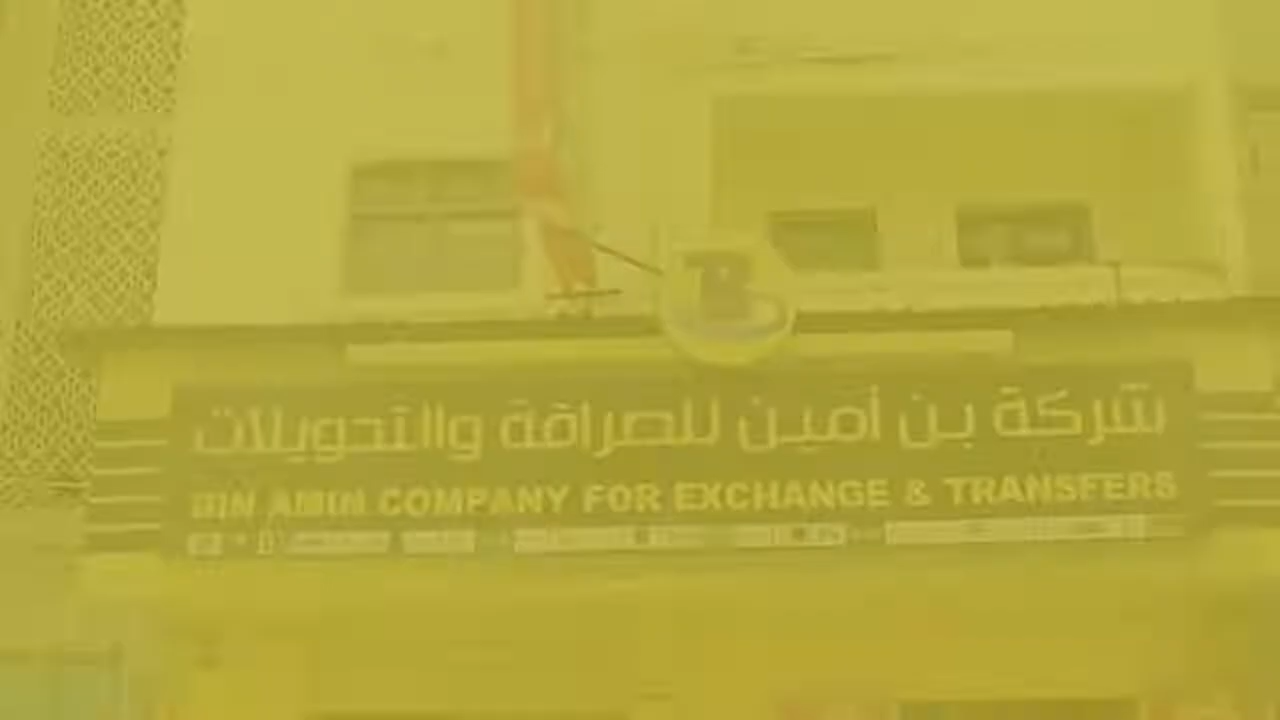 B
شركة بن أمين للصرافة والتحويلات
BIN AMIN COMPANY FOR EXCHANGE & TRANSFERS